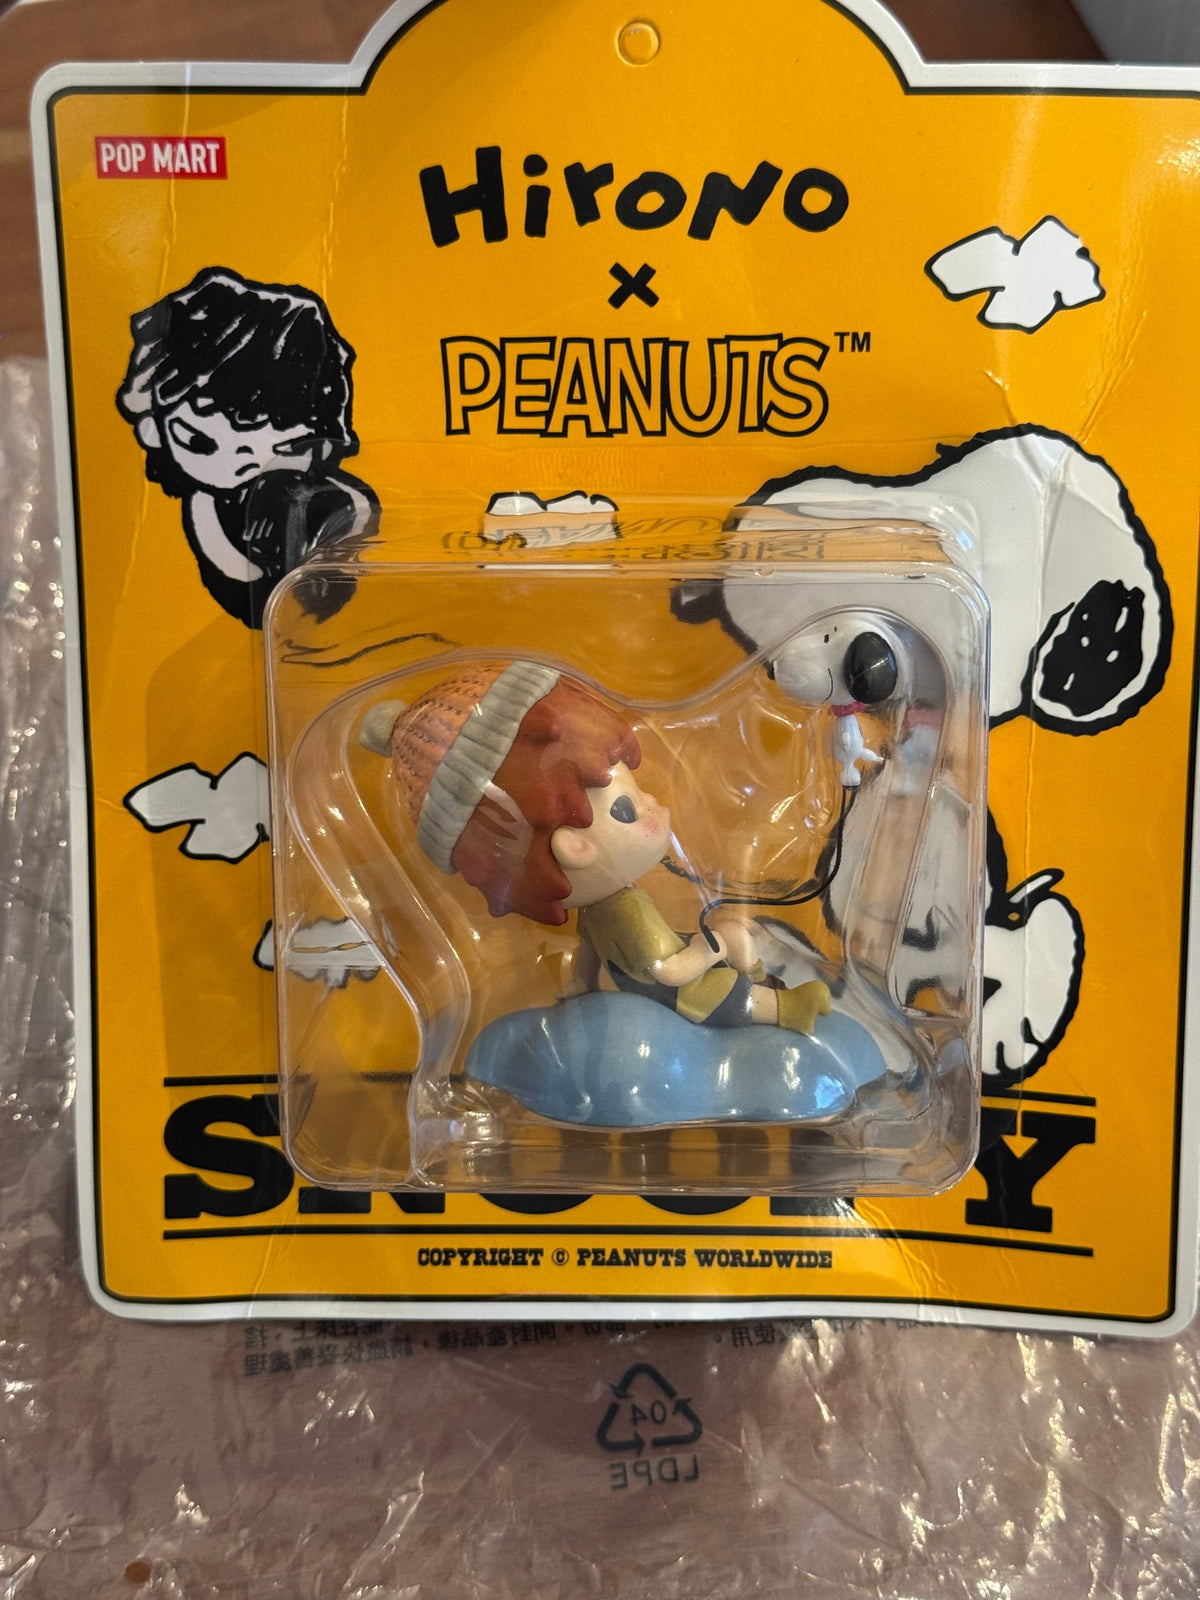 POP MART
Hirono
×
PEANUTS™
SNOOPY
COPYRIGHT © PEANUTS WORLDWIDE
04
LDPE